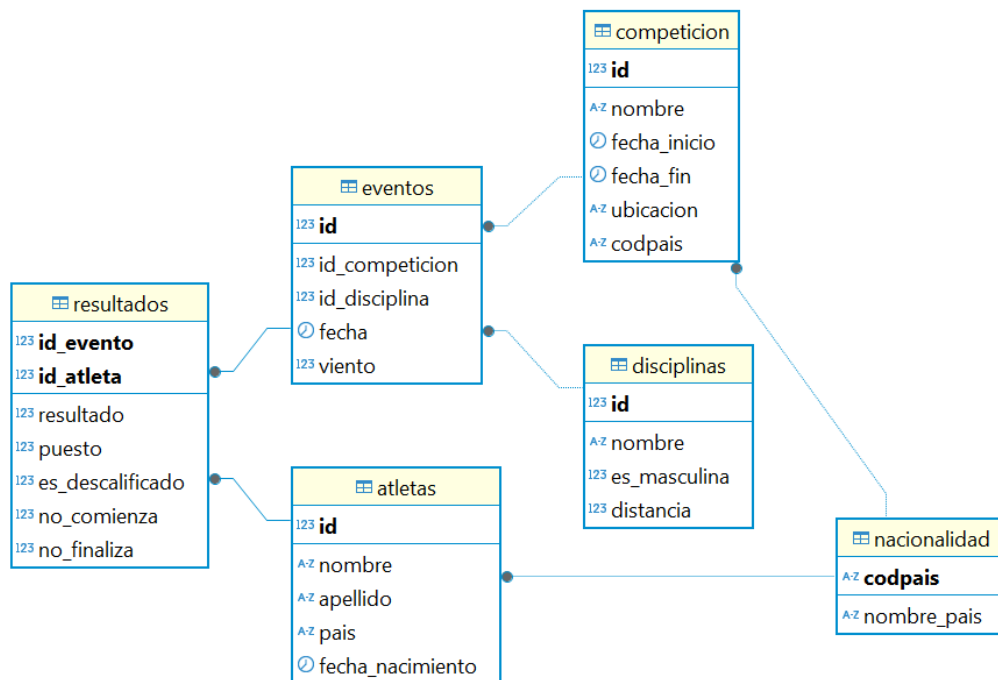 competicion
123 id
A-Z nombre
fecha_inicio
fecha_fin
A-Z ubicacion
A-Z codpais
eventos
123 id
123 id_competicion
123 id_disciplina
fecha
123 viento
resultados
123 id_evento
123 id_atleta
123 resultado
123 puesto
123 es_descalificado
123 no_comienza
123 no_finaliza
disciplinas
123 id
A-Z nombre
123 es_masculina
123 distancia
atletas
123 id
A-Z nombre
A-Z apellido
A-Z pais
fecha_nacimiento
nacionalidad
A-Z codpais
A-Z nombre_pais